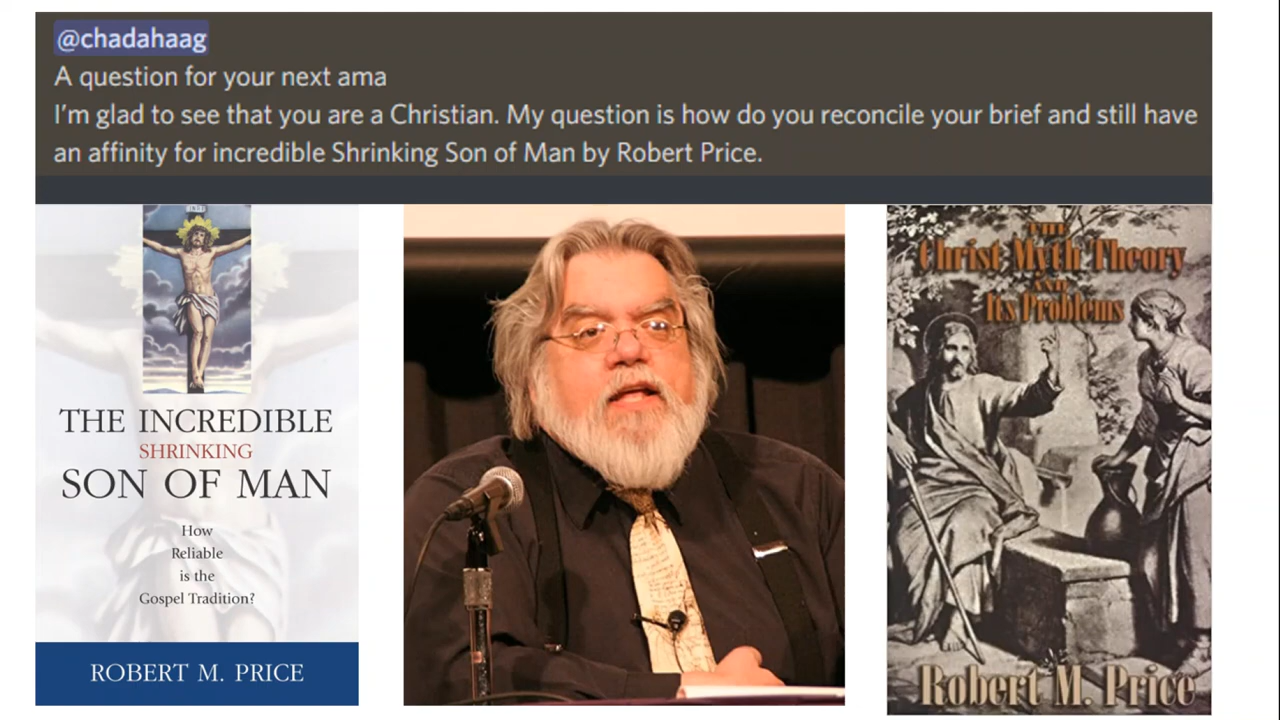 @chadahaag
A question for your next ama
I'm glad to see that you are a Christian. My question is how do you reconcile your brief and still have
an affinity for incredible Shrinking Son of Man by Robert Price.
THE INCREDIBLE
SHRINKING
SON OF MAN
How
Reliable
is the
Gospel Tradition?
ROBERT M. PRICE
THE
Christ Myth Theory
AND
Its Problems
Robert M. Price